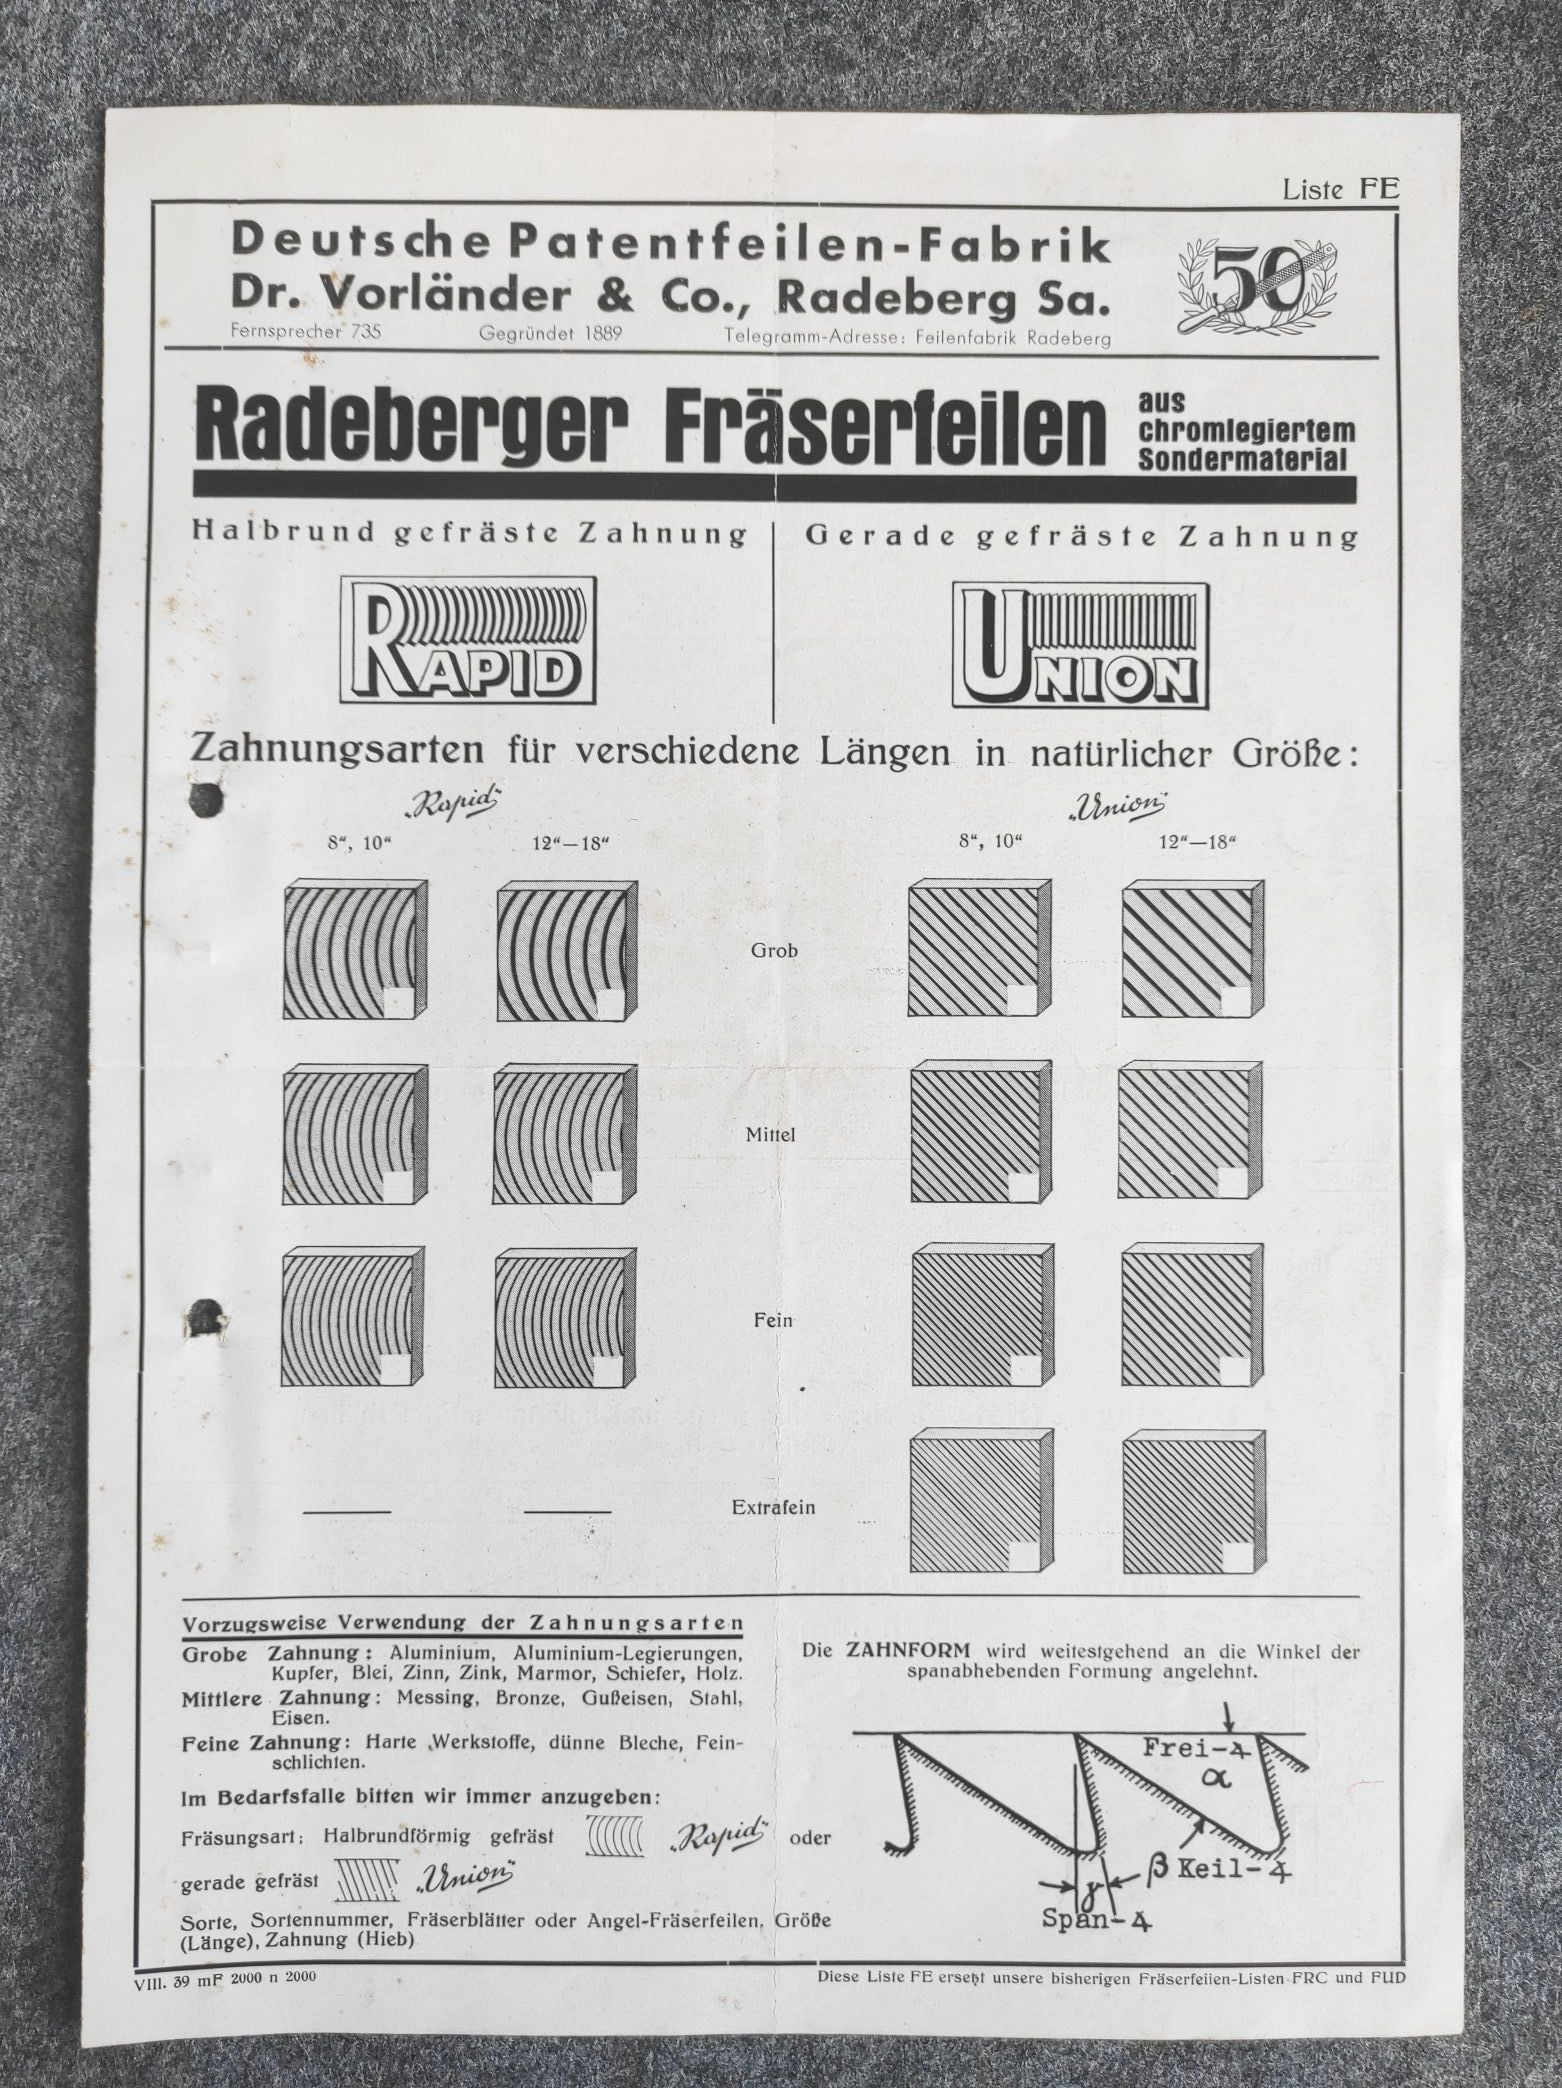 Liste FE
Deutsche Patentfeilen-Fabrik
Dr. Vorländer & Co., Radeberg Sa.
Fernsprecher 735 Gegründet 1889 Telegramm-Adresse: Feilenfabrik Radeberg
50
Radeberger Fräserfeilen
aus
chromlegiertem
Sondermaterial
Halbrund gefräste Zahnung
Gerade gefräste Zahnung
RAPID
UNION
Zahnungsarten für verschiedene Längen in natürlicher Größe:
„Rapid“ „Union“
8“, 10“ 12“—18“ 8“, 10“ 12“—18“
Grob
Mittel
Fein
Extrafein
Vorzugsweise Verwendung der Zahnungsarten
Grobe Zahnung: Aluminium, Aluminium-Legierungen,
Kupfer, Blei, Zinn, Zink, Marmor, Schiefer, Holz.
Mittlere Zahnung: Messing, Bronze, Gußeisen, Stahl,
Eisen.
Feine Zahnung: Harte Werkstoffe, dünne Bleche, Fein-
schlichten.
Im Bedarfsfalle bitten wir immer anzugeben:
Fräsungsart: Halbrundförmig gefräst „Rapid“ oder
gerade gefräst „Union“
Sorte, Sortennummer, Fräserblätter oder Angel-Fräserfeilen, Größe
(Länge), Zahnung (Hieb)
Die ZAHNFORM wird weitestgehend an die Winkel der
spanabhebenden Formung angelehnt.
Frei-∢
α
β Keil-∢
γ
Span-∢
VIII. 39 mF 2000 n 2000
Diese Liste FE ersetzt unsere bisherigen Fräserfeilen-Listen FRC und FUD